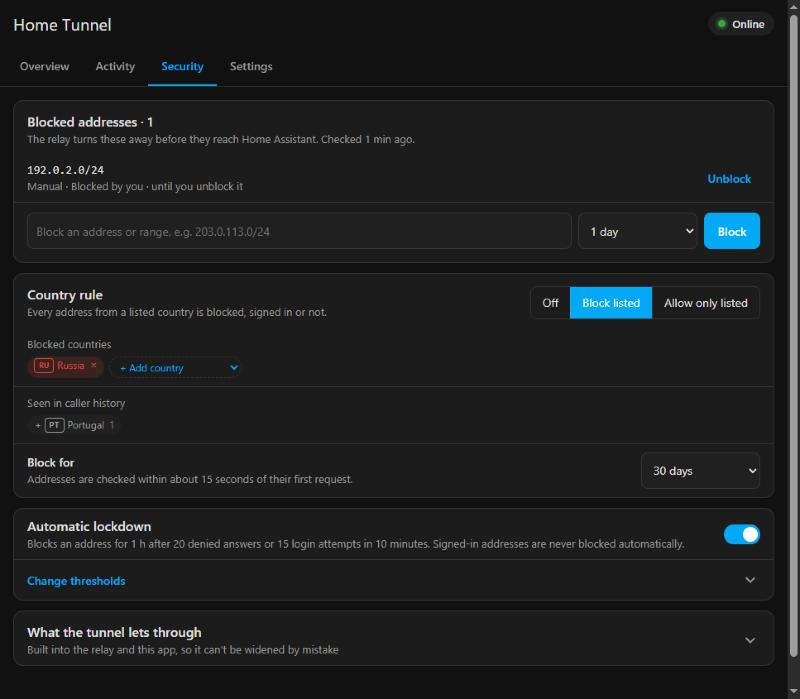 Home Tunnel
Online
Overview Activity Security Settings
Blocked addresses · 1
The relay turns these away before they reach Home Assistant. Checked 1 min ago.
192.0.2.0/24
Manual · Blocked by you · until you unblock it
Unblock
Block an address or range, e.g. 203.0.113.0/24
1 day
Block
Country rule
Every address from a listed country is blocked, signed in or not.
Off Block listed Allow only listed
Blocked countries
RU Russia × + Add country
Seen in caller history
+ PT Portugal 1
Block for
Addresses are checked within about 15 seconds of their first request.
30 days
Automatic lockdown
Blocks an address for 1 h after 20 denied answers or 15 login attempts in 10 minutes. Signed-in addresses are never blocked automatically.
Change thresholds
What the tunnel lets through
Built into the relay and this app, so it can't be widened by mistake